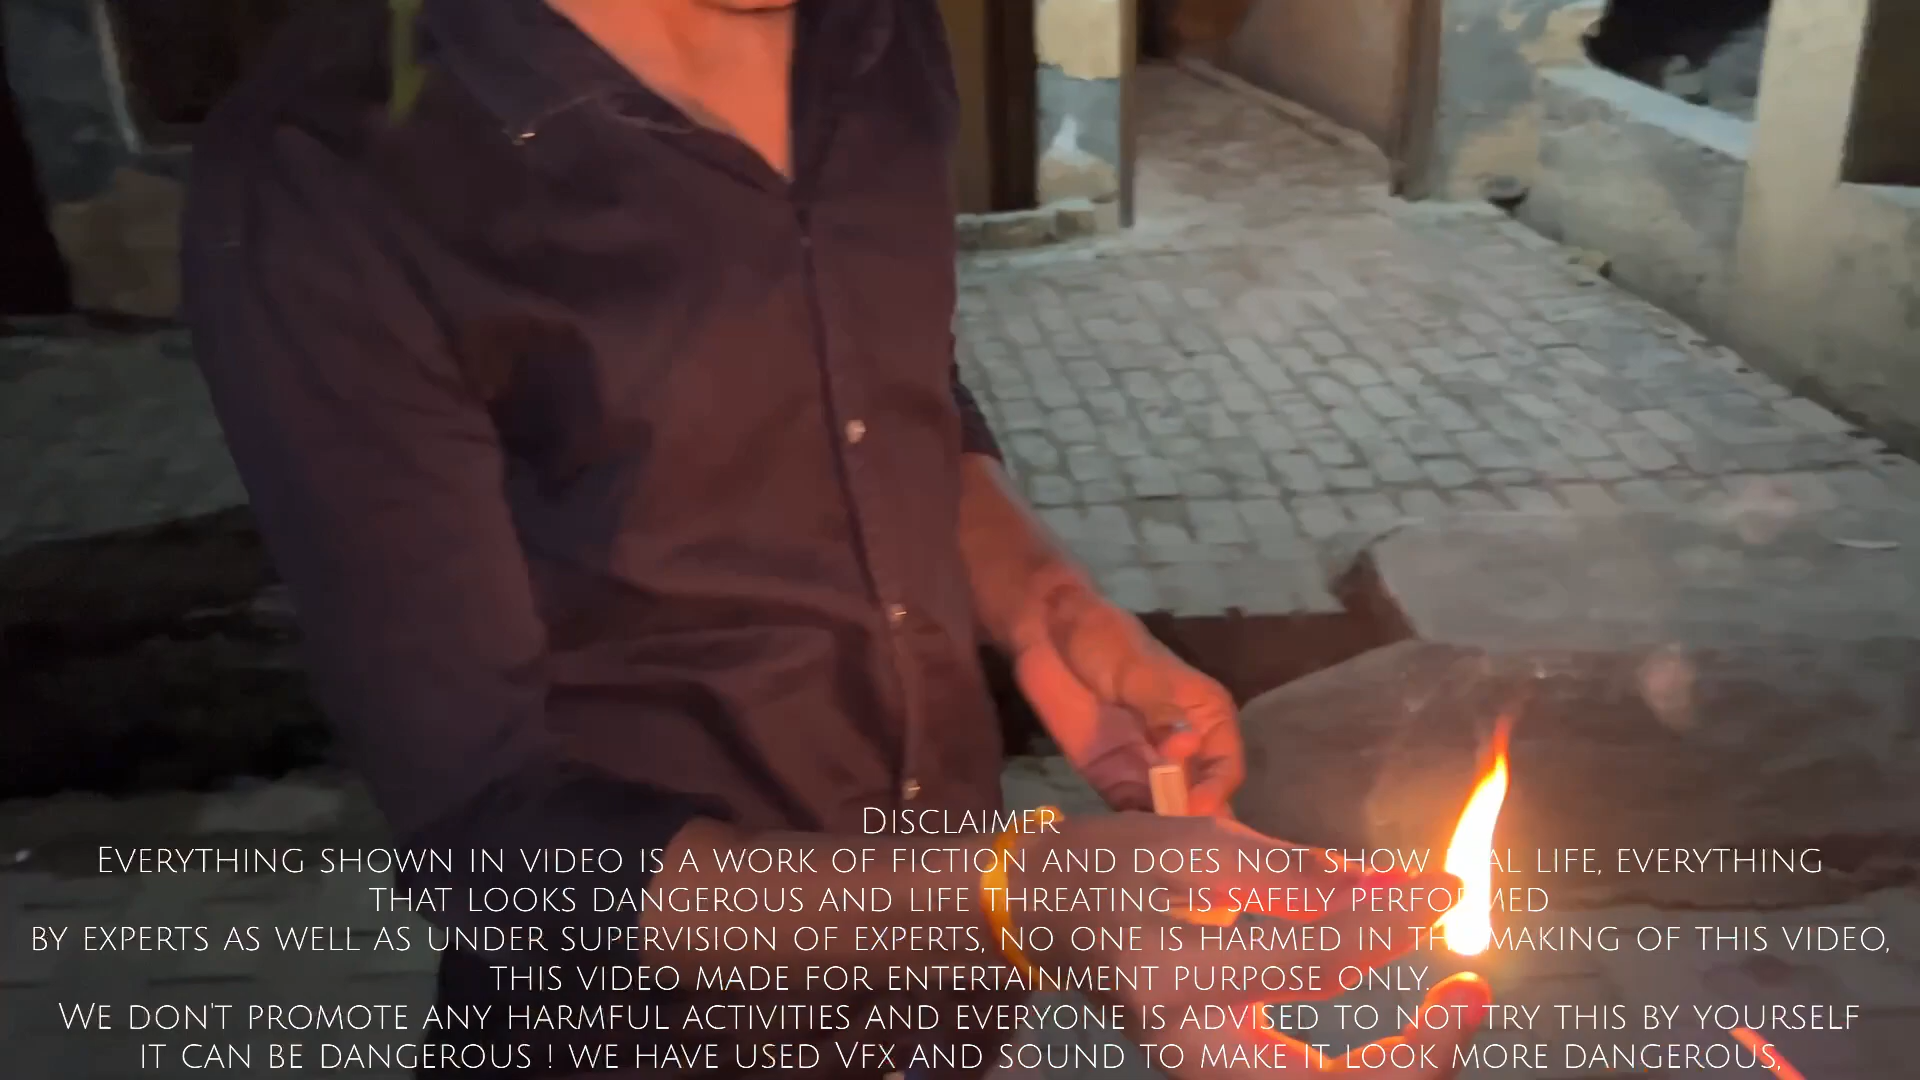 Disclaimer
Everything shown in video is a work of fiction and does not show real life, everything
that looks dangerous and life threating is safely performed
by experts as well as under supervision of experts, no one is harmed in the making of this video,
this video made for entertainment purpose only.
We don't promote any harmful activities and everyone is advised to not try this by yourself
it can be dangerous ! we have used Vfx and sound to make it look more dangerous,